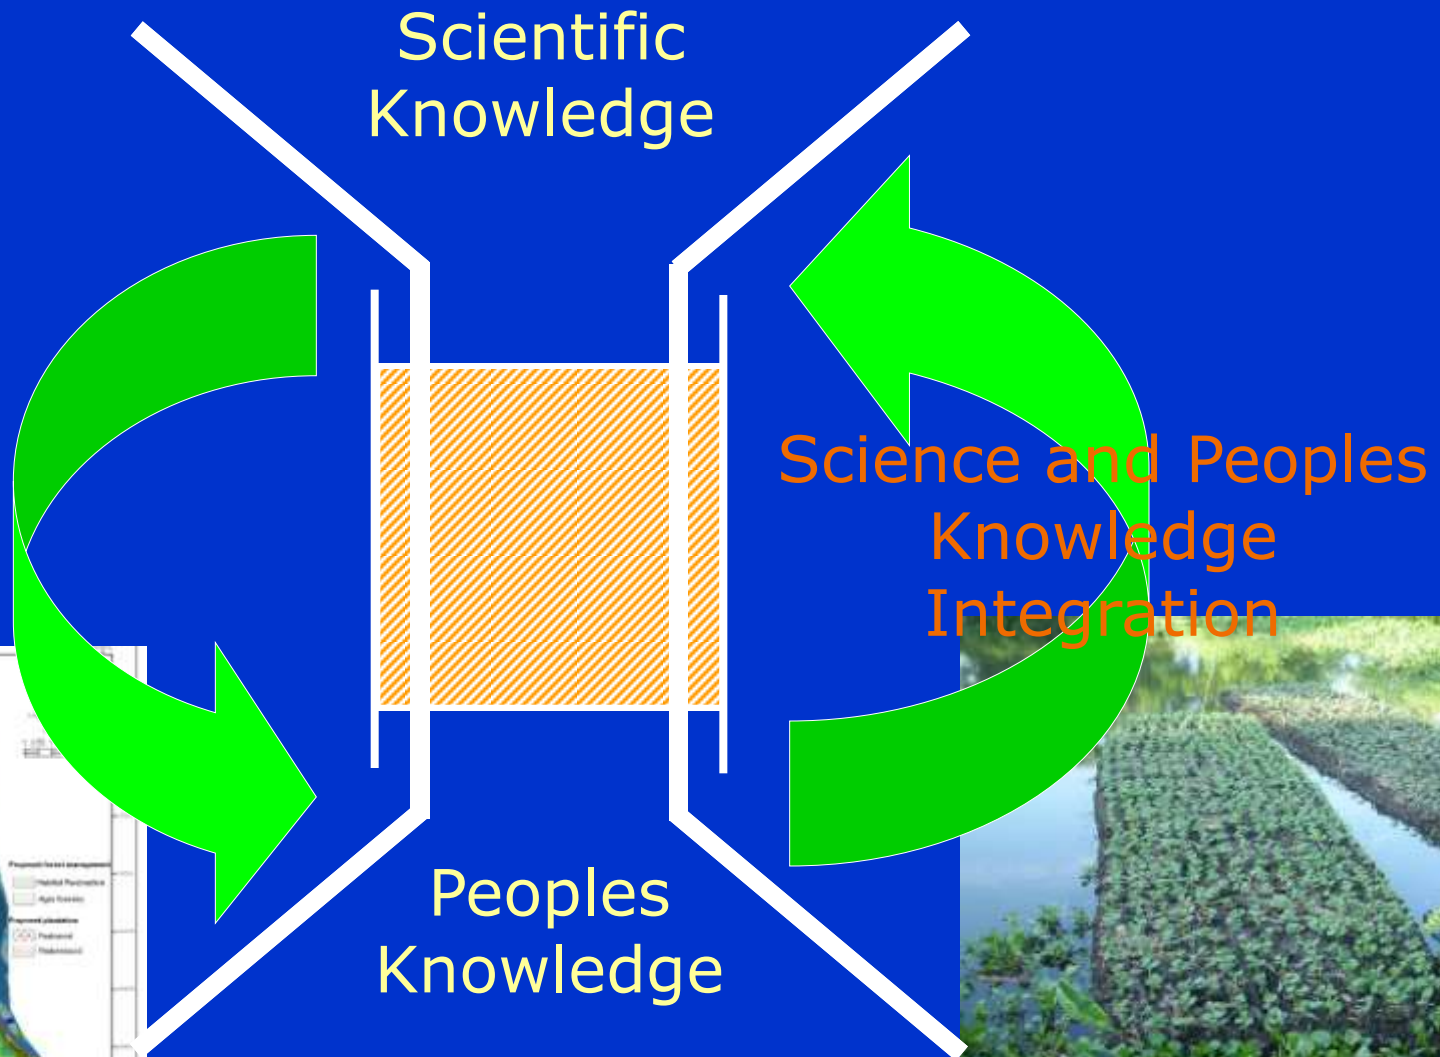 Scientific
Knowledge
Science and Peoples
Knowledge
Integration
Peoples
Knowledge